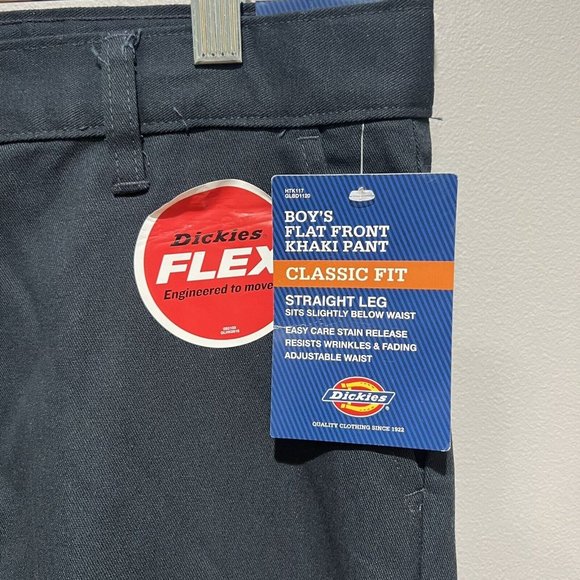 Dickies
FLEX
Engineered to move
HTK117
GLBD1120
BOY'S
FLAT FRONT
KHAKI PANT
CLASSIC FIT
STRAIGHT LEG
SITS SLIGHTLY BELOW WAIST
EASY CARE STAIN RELEASE
RESISTS WRINKLES & FADING
ADJUSTABLE WAIST
Dickies
QUALITY CLOTHING SINCE 1922